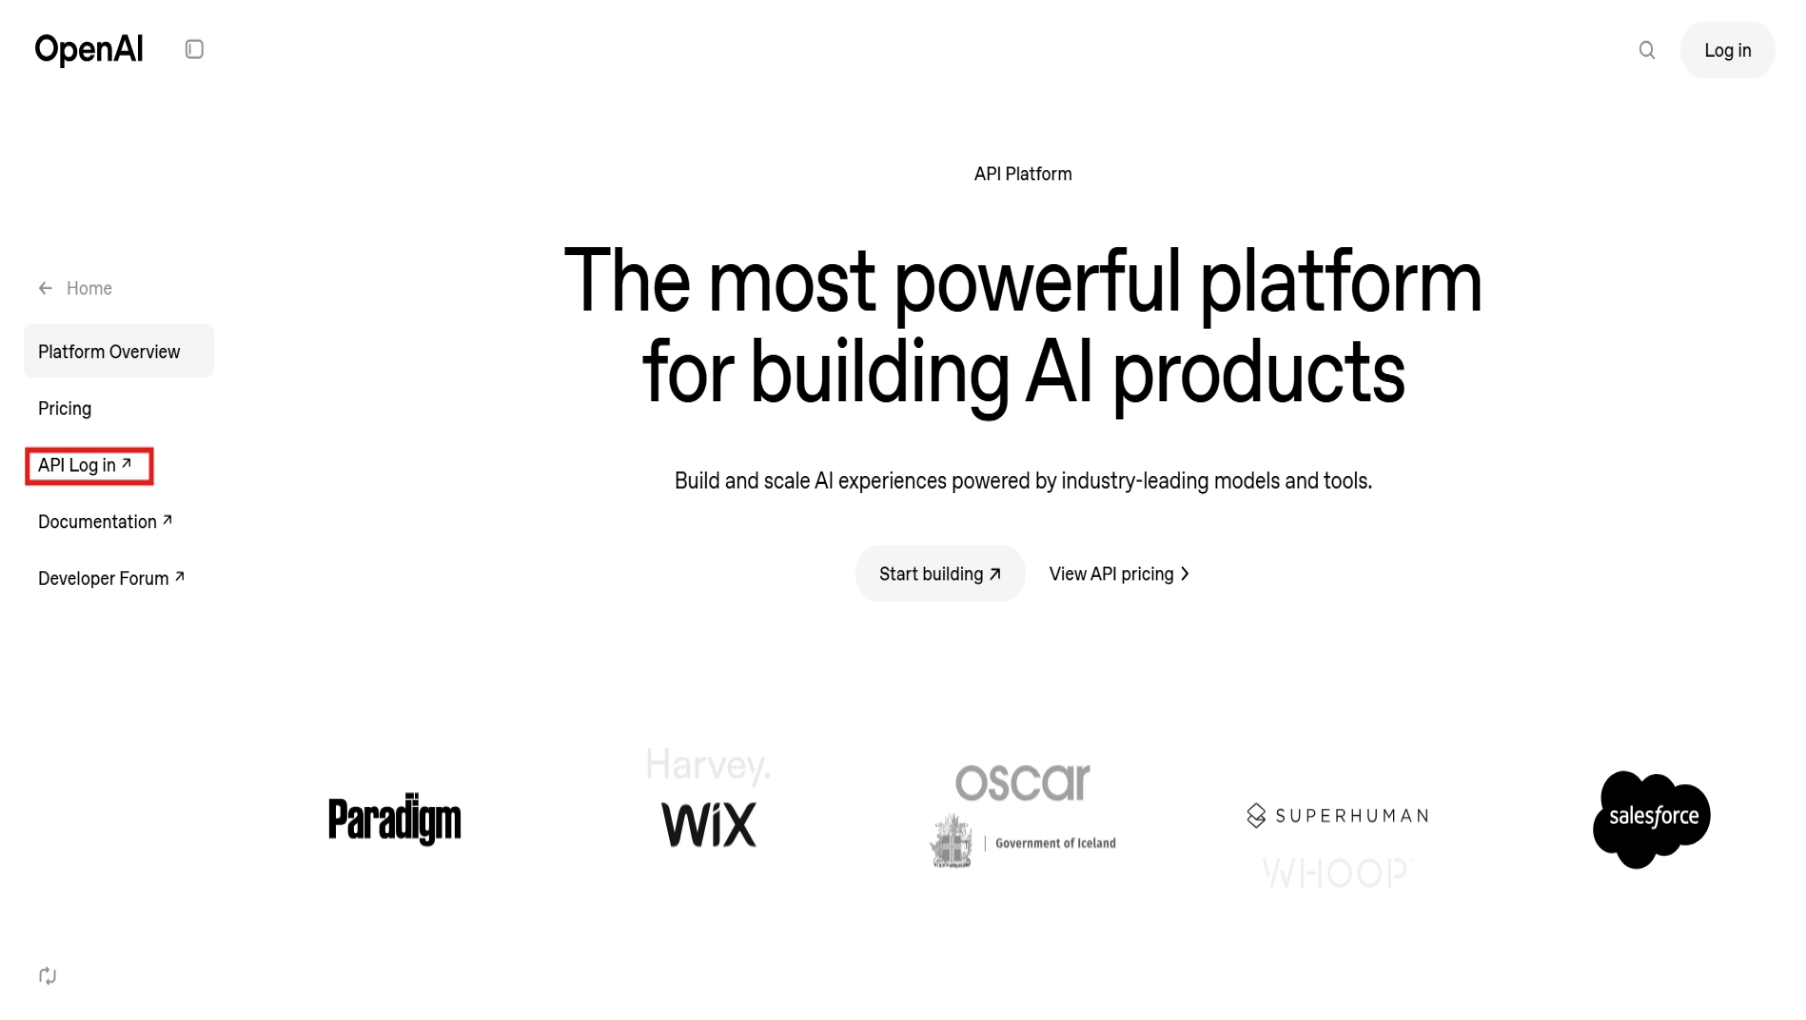 OpenAI
Log in
API Platform
The most powerful platform
for building AI products
Build and scale AI experiences powered by industry-leading models and tools.
Start building ↗
View API pricing >
← Home
Platform Overview
Pricing
API Log in ↗
Documentation ↗
Developer Forum ↗
Paradigm
Harvey.
WiX
oscar
Government of Iceland
SUPERHUMAN
WHOOP
salesforce